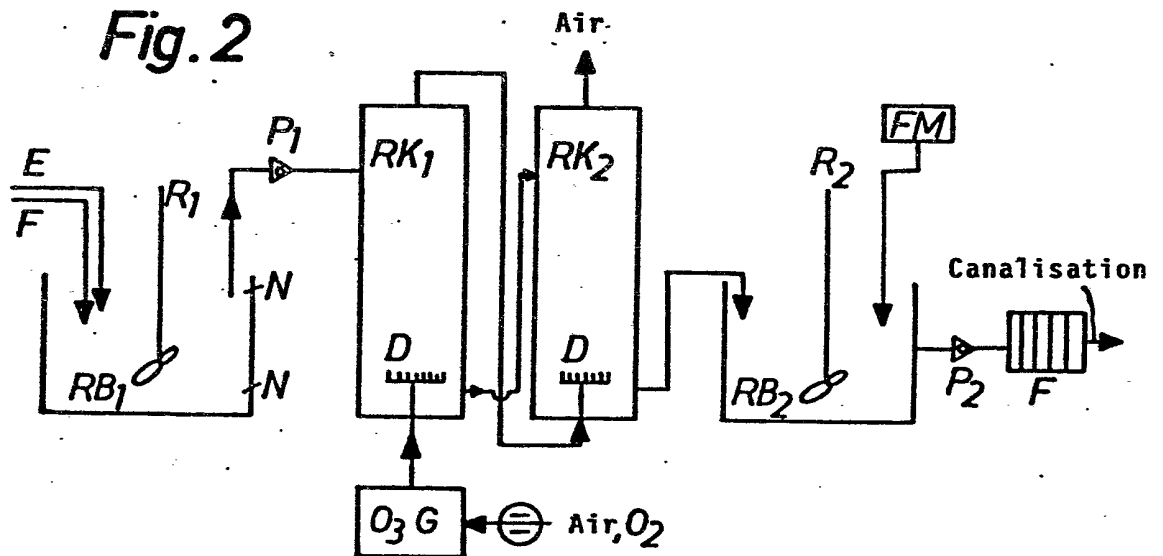 Fig. 2
Air
E
F
R1
P1
N
N
RB1
RK1
D
O3 G
Air, O2
RK2
D
R2
FM
RB2
P2
F
Canalisation